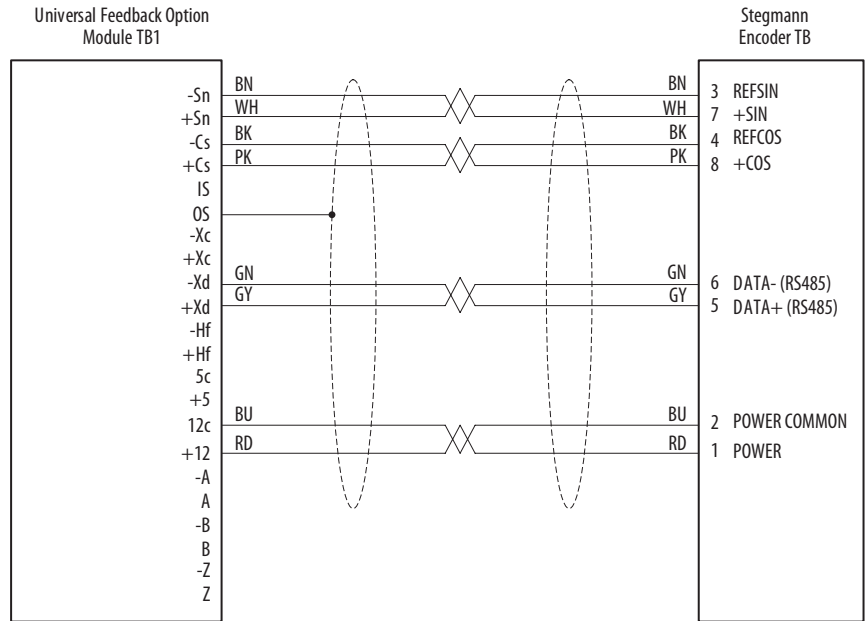 Universal Feedback Option
Module TB1
Stegmann
Encoder TB
-Sn BN BN 3 REFSIN
+Sn WH WH 7 +SIN
-Cs BK BK 4 REFCOS
+Cs PK PK 8 +COS
IS
OS
-Xc
+Xc
-Xd GN GN 6 DATA- (RS485)
+Xd GY GY 5 DATA+ (RS485)
-Hf
+Hf
5c
+5
12c BU BU 2 POWER COMMON
+12 RD RD 1 POWER
-A
A
-B
B
-Z
Z